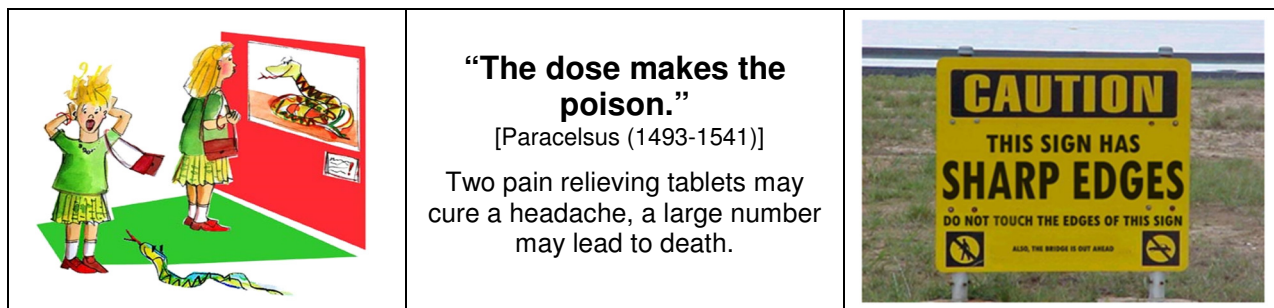 “The dose makes the
poison.”
[Paracelsus (1493-1541)]
Two pain relieving tablets may
cure a headache, a large number
may lead to death.
CAUTION
THIS SIGN HAS
SHARP EDGES
DO NOT TOUCH THE EDGES OF THIS SIGN
ALSO, THE BRIDGE IS OUT AHEAD